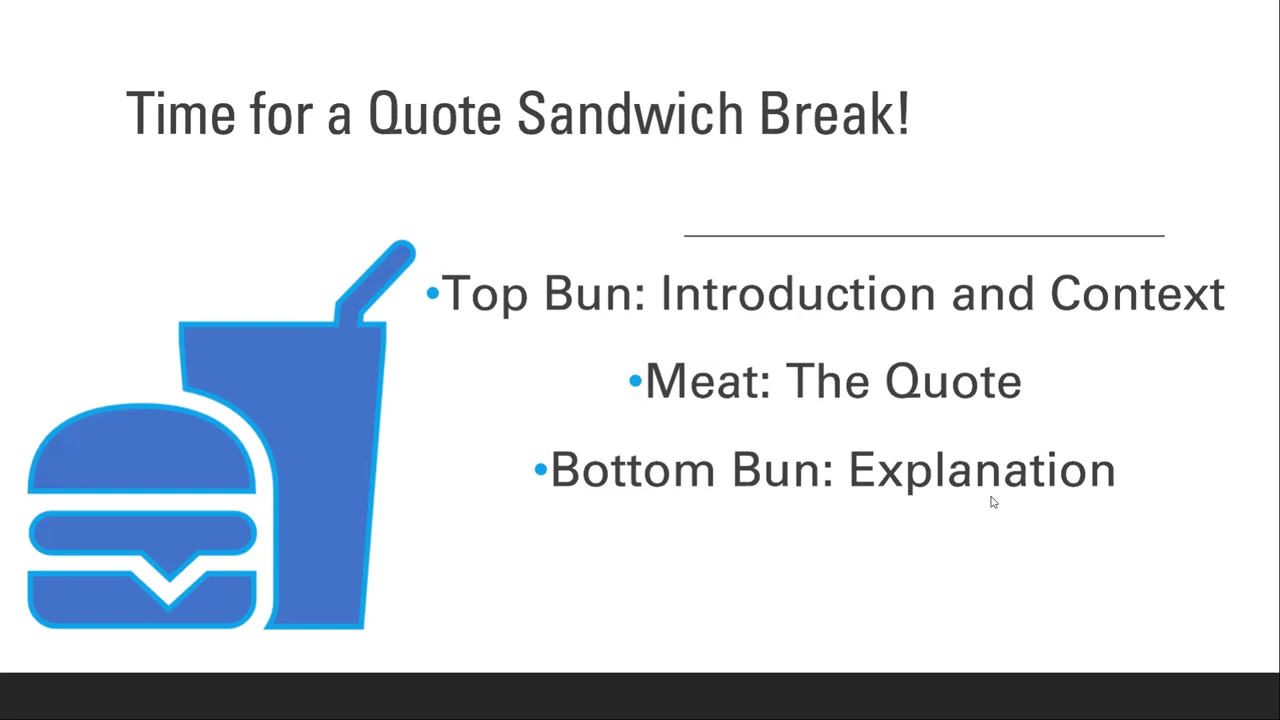 Time for a Quote Sandwich Break!
•Top Bun: Introduction and Context
•Meat: The Quote
•Bottom Bun: Explanation